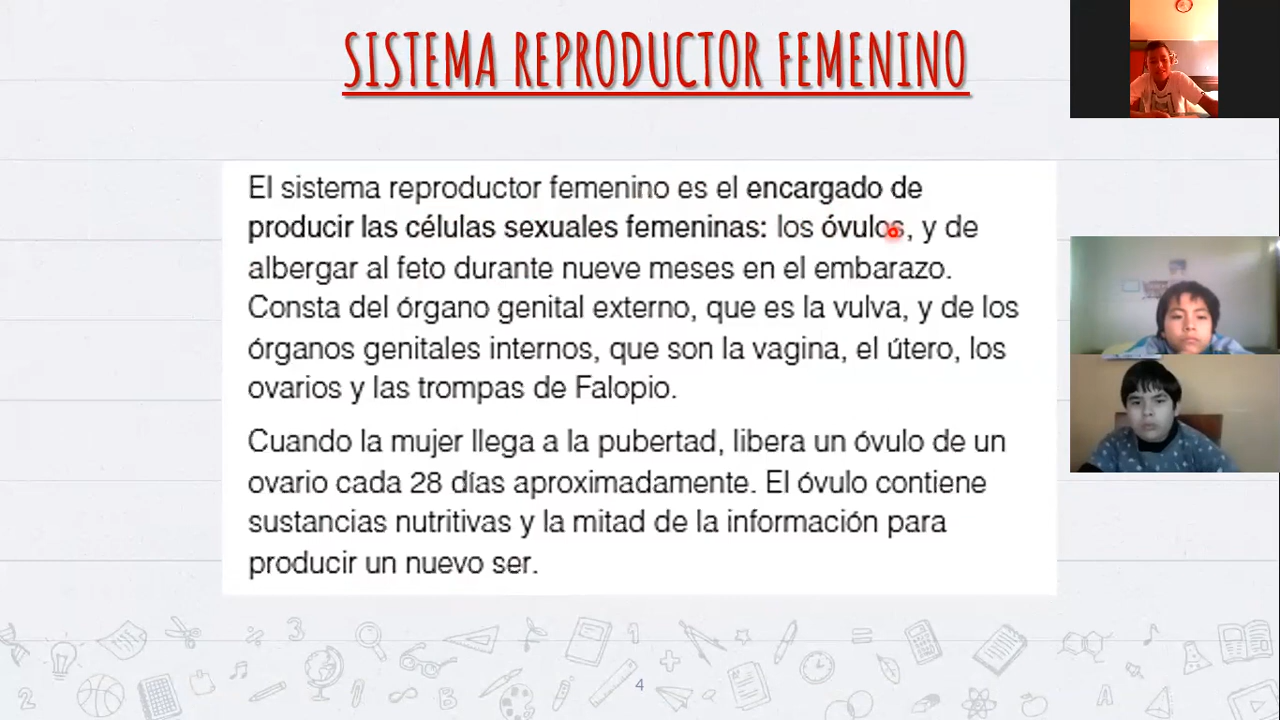 SISTEMA REPRODUCTOR FEMENINO
El sistema reproductor femenino es el encargado de
producir las células sexuales femeninas: los óvulos, y de
albergar al feto durante nueve meses en el embarazo.
Consta del órgano genital externo, que es la vulva, y de los
órganos genitales internos, que son la vagina, el útero, los
ovarios y las trompas de Falopio.
Cuando la mujer llega a la pubertad, libera un óvulo de un
ovario cada 28 días aproximadamente. El óvulo contiene
sustancias nutritivas y la mitad de la información para
producir un nuevo ser.
4